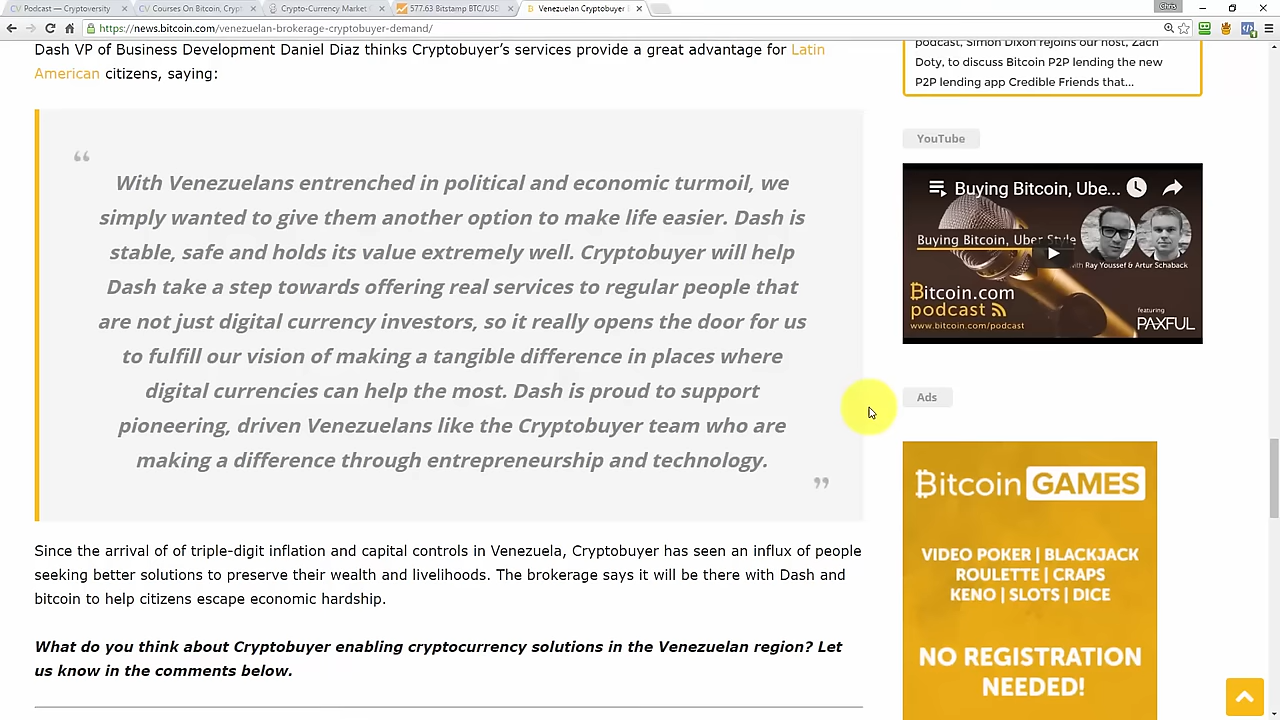 CV Podcast — Cryptoversity
CV Courses On Bitcoin, Crypt
Crypto-Currency Market
577.63 Bitstamp BTC/USD
Venezuelan Cryptobuyer
Chris
https://news.bitcoin.com/venezuelan-brokerage-cryptobuyer-demand/
Dash VP of Business Development Daniel Diaz thinks Cryptobuyer's services provide a great advantage for Latin
American citizens, saying:
“
With Venezuelans entrenched in political and economic turmoil, we
simply wanted to give them another option to make life easier. Dash is
stable, safe and holds its value extremely well. Cryptobuyer will help
Dash take a step towards offering real services to regular people that
are not just digital currency investors, so it really opens the door for us
to fulfill our vision of making a tangible difference in places where
digital currencies can help the most. Dash is proud to support
pioneering, driven Venezuelans like the Cryptobuyer team who are
making a difference through entrepreneurship and technology.
”
Since the arrival of of triple-digit inflation and capital controls in Venezuela, Cryptobuyer has seen an influx of people
seeking better solutions to preserve their wealth and livelihoods. The brokerage says it will be there with Dash and
bitcoin to help citizens escape economic hardship.
What do you think about Cryptobuyer enabling cryptocurrency solutions in the Venezuelan region? Let
us know in the comments below.
podcast, Simon Dixon rejoins our host, Zach
Doty, to discuss Bitcoin P2P lending the new
P2P lending app Credible Friends that...
YouTube
Buying Bitcoin, Ube...
Buying Bitcoin, Uber Style
with Ray Youssef & Artur Schaback
Bitcoin.com
podcast
www.bitcoin.com/podcast
featuring
PAXFUL
Ads
Bitcoin GAMES
VIDEO POKER | BLACKJACK
ROULETTE | CRAPS
KENO | SLOTS | DICE
NO REGISTRATION
NEEDED!